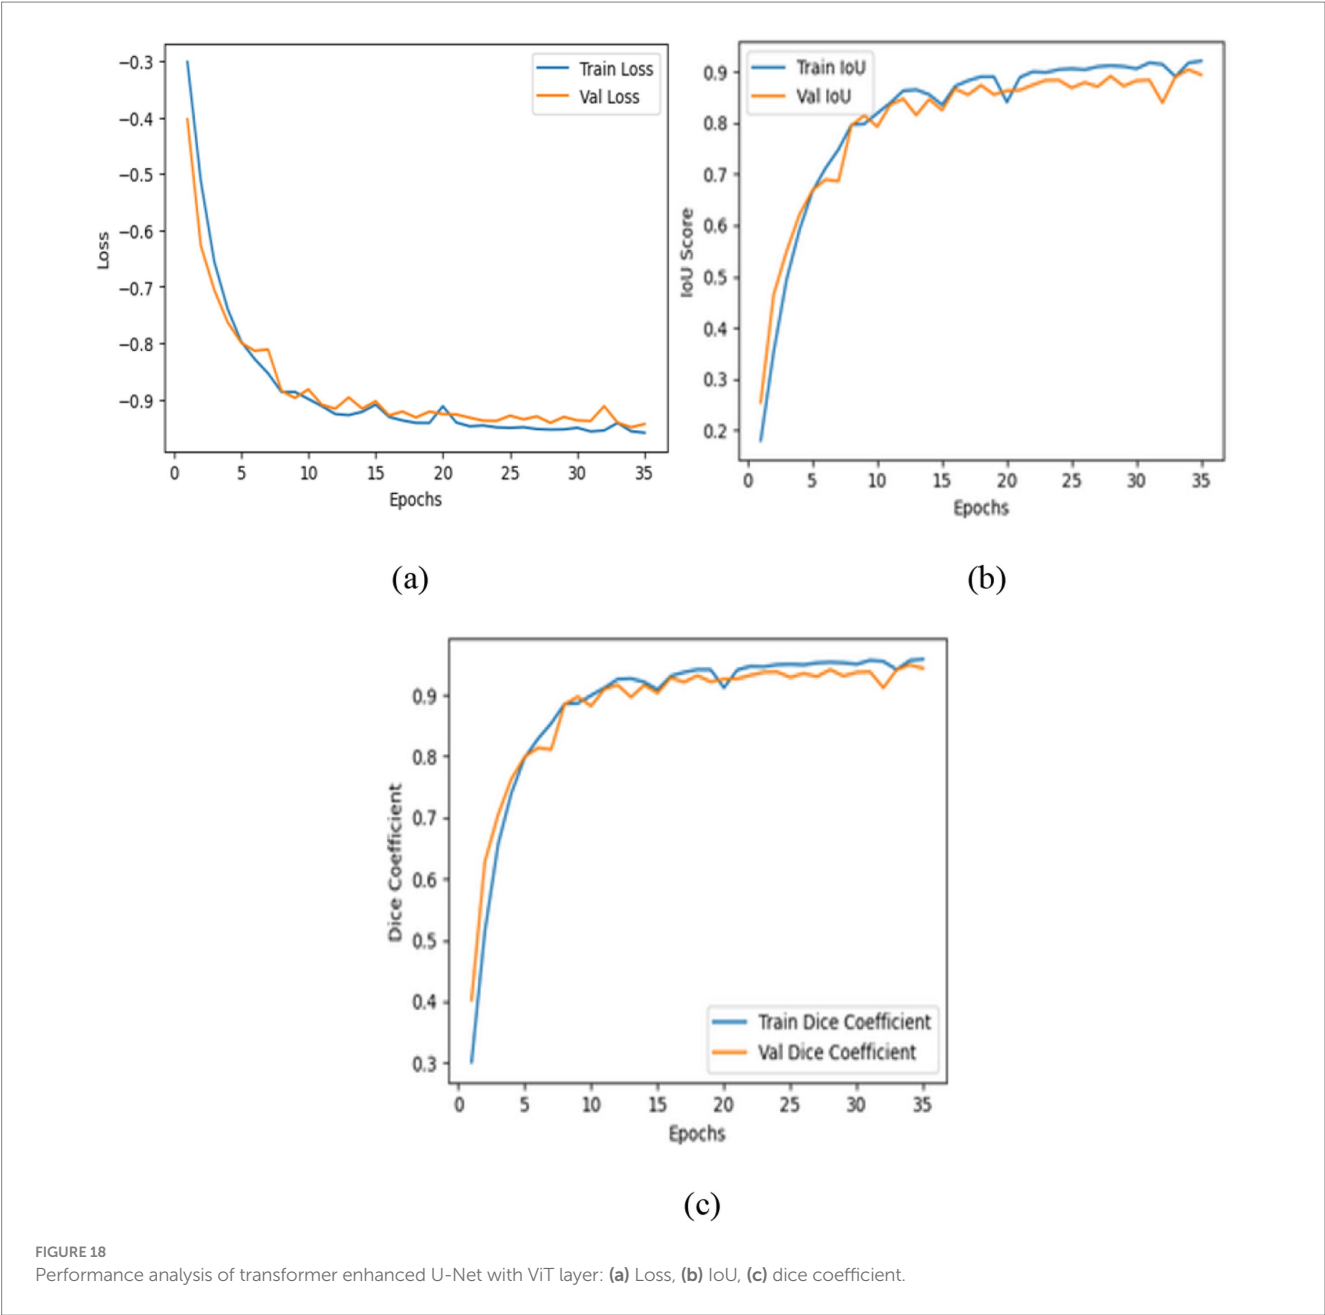 −0.3
−0.4
−0.5
−0.6
−0.7
−0.8
−0.9
Loss
Train Loss
Val Loss
0 5 10 15 20 25 30 35
Epochs
(a)
0.9
0.8
0.7
0.6
0.5
0.4
0.3
0.2
IoU Score
Train IoU
Val IoU
0 5 10 15 20 25 30 35
Epochs
(b)
0.9
0.8
0.7
0.6
0.5
0.4
0.3
Dice Coefficient
Train Dice Coefficient
Val Dice Coefficient
0 5 10 15 20 25 30 35
Epochs
(c)
FIGURE 18
Performance analysis of transformer enhanced U-Net with ViT layer: (a) Loss, (b) IoU, (c) dice coefficient.